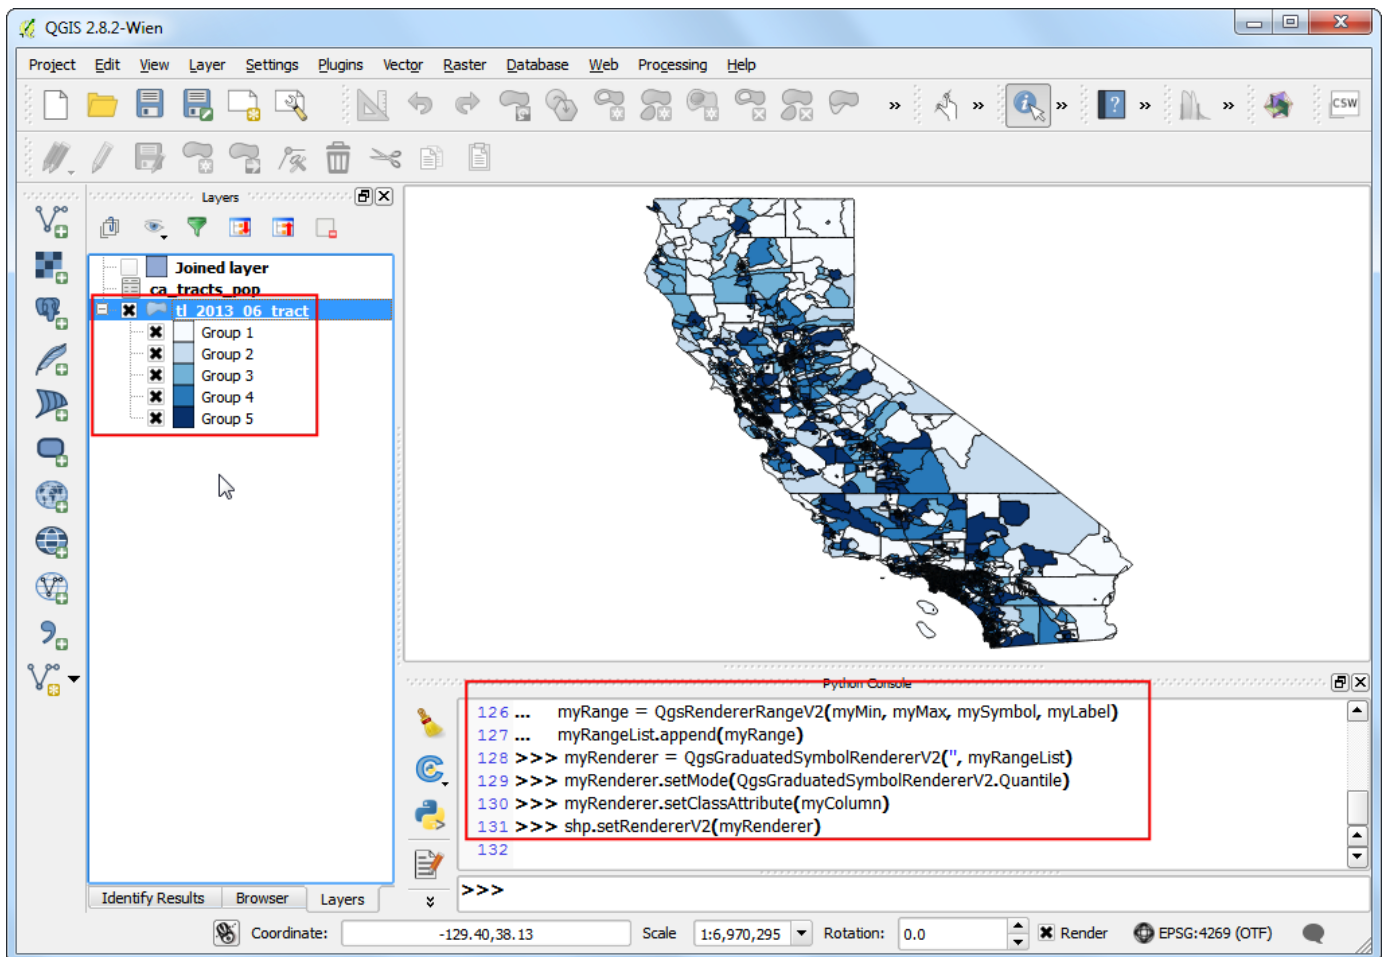 QGIS 2.8.2-Wien
Project Edit View Layer Settings Plugins Vector Raster Database Web Processing Help
» » » ? » » CSW
Layers
Joined layer
ca_tracts_pop
tl_2013_06_tract
Group 1
Group 2
Group 3
Group 4
Group 5
Python Console
126 ... myRange = QgsRendererRangeV2(myMin, myMax, mySymbol, myLabel)
127 ... myRangeList.append(myRange)
128 >>> myRenderer = QgsGraduatedSymbolRendererV2('', myRangeList)
129 >>> myRenderer.setMode(QgsGraduatedSymbolRendererV2.Quantile)
130 >>> myRenderer.setClassAttribute(myColumn)
131 >>> shp.setRendererV2(myRenderer)
132
>>>
Identify Results Browser Layers
Coordinate: -129.40,38.13 Scale 1:6,970,295 Rotation: 0.0 Render EPSG:4269 (OTF)